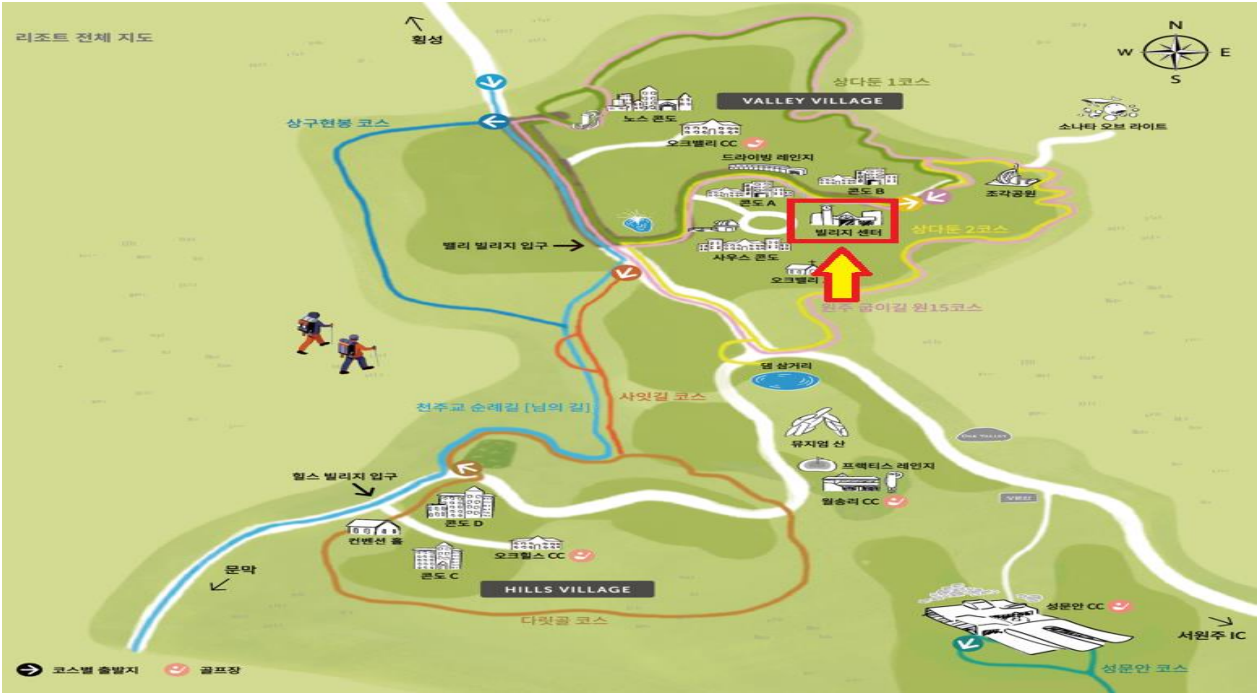 리조트 전체 지도
횡성
N
W E
S
상다둔 1코스
VALLEY VILLAGE
노스 콘도
소나타 오브 라이트
상구현봉 코스
오크밸리 CC
드라이빙 레인지
콘도 B
조각공원
콘도 A
빌리지 센터
상다둔 2코스
밸리 빌리지 입구
사우스 콘도
오크밸리
원주 굽이길 원15코스
댐 삼거리
사잇길 코스
천주교 순례길 [님의 길]
뮤지엄 산
OAK VALLEY
프랙티스 레인지
힐스 빌리지 입구
월송리 CC
콘도 D
컨벤션 홀
오크힐스 CC
콘도 C
문막
HILLS VILLAGE
성문안 CC
다릿골 코스
서원주 IC
코스별 출발지
골프장
성문안 코스